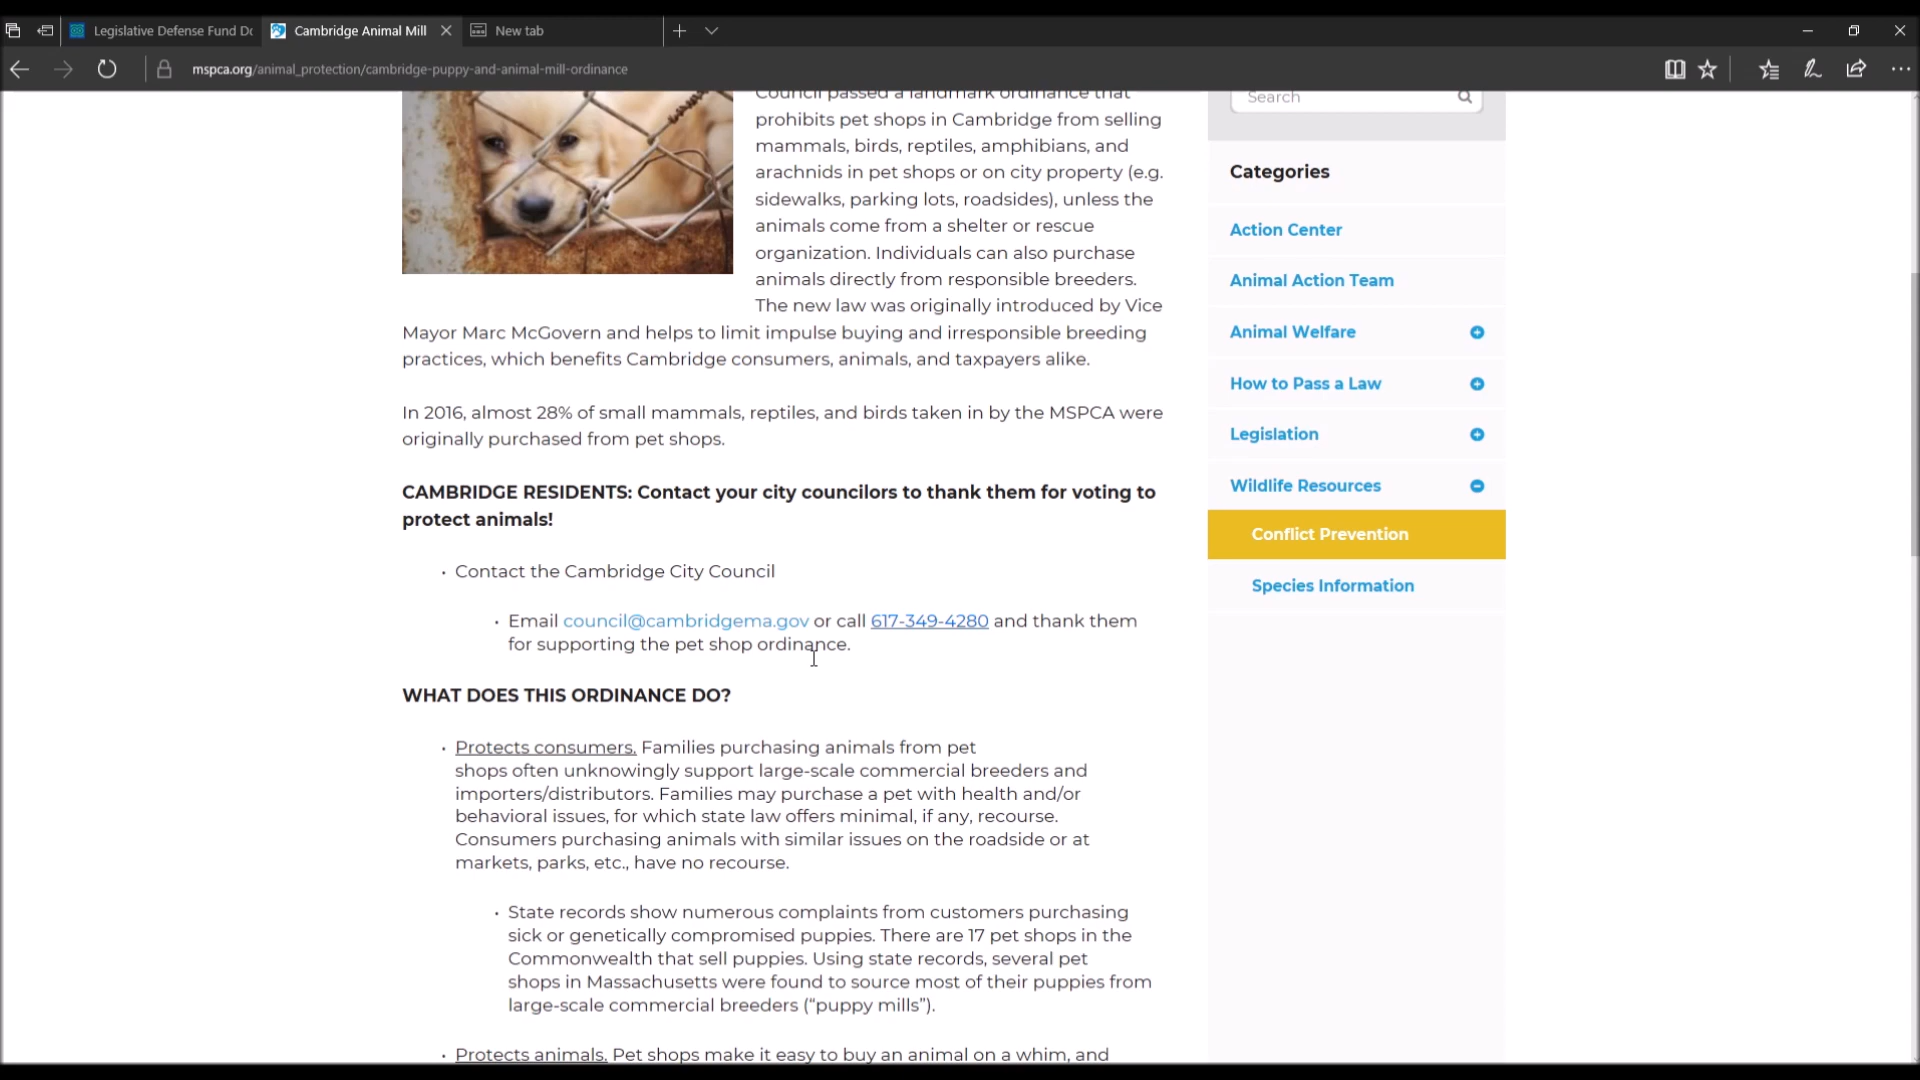 Legislative Defense Fund Do
Cambridge Animal Mill
New tab
mspca.org/animal_protection/cambridge-puppy-and-animal-mill-ordinance
Council passed a landmark ordinance that
prohibits pet shops in Cambridge from selling
mammals, birds, reptiles, amphibians, and
arachnids in pet shops or on city property (e.g.
sidewalks, parking lots, roadsides), unless the
animals come from a shelter or rescue
organization. Individuals can also purchase
animals directly from responsible breeders.
The new law was originally introduced by Vice
Mayor Marc McGovern and helps to limit impulse buying and irresponsible breeding
practices, which benefits Cambridge consumers, animals, and taxpayers alike.
In 2016, almost 28% of small mammals, reptiles, and birds taken in by the MSPCA were
originally purchased from pet shops.
CAMBRIDGE RESIDENTS: Contact your city councilors to thank them for voting to
protect animals!
• Contact the Cambridge City Council
• Email council@cambridgema.gov or call 617-349-4280 and thank them
for supporting the pet shop ordinance.
WHAT DOES THIS ORDINANCE DO?
• Protects consumers. Families purchasing animals from pet
shops often unknowingly support large-scale commercial breeders and
importers/distributors. Families may purchase a pet with health and/or
behavioral issues, for which state law offers minimal, if any, recourse.
Consumers purchasing animals with similar issues on the roadside or at
markets, parks, etc., have no recourse.
• State records show numerous complaints from customers purchasing
sick or genetically compromised puppies. There are 17 pet shops in the
Commonwealth that sell puppies. Using state records, several pet
shops in Massachusetts were found to source most of their puppies from
large-scale commercial breeders (“puppy mills”).
• Protects animals. Pet shops make it easy to buy an animal on a whim, and
Search
Categories
Action Center
Animal Action Team
Animal Welfare
How to Pass a Law
Legislation
Wildlife Resources
Conflict Prevention
Species Information